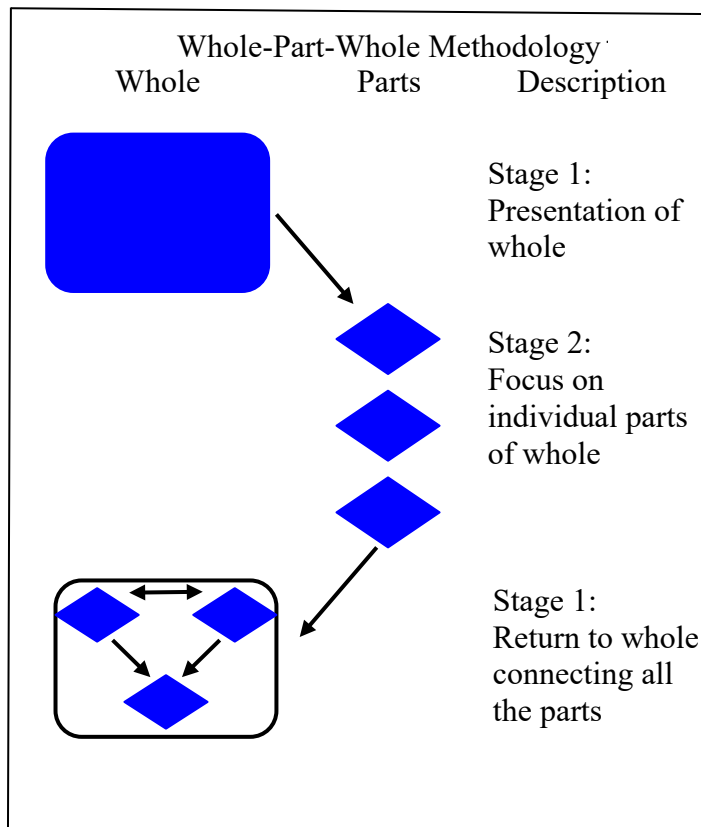 Whole-Part-Whole Methodology
Whole Parts Description
Stage 1:
Presentation of
whole
Stage 2:
Focus on
individual parts
of whole
Stage 1:
Return to whole
connecting all
the parts